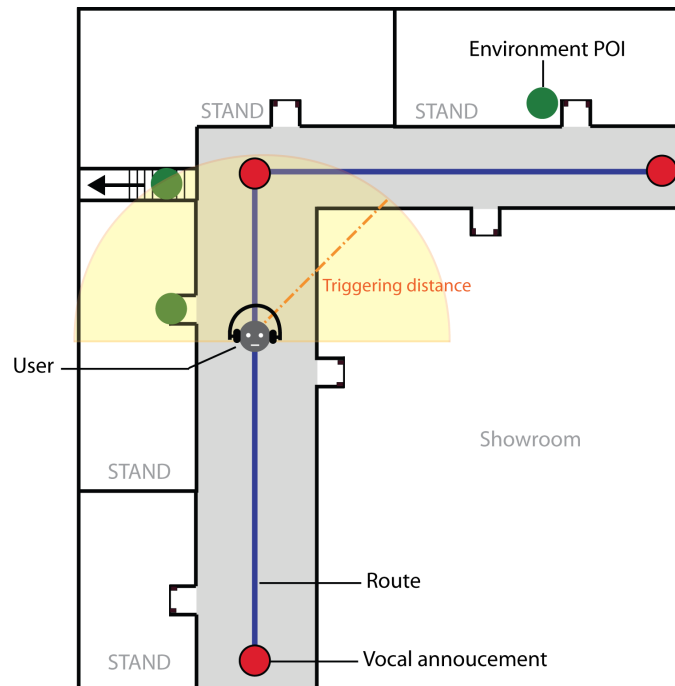 Environment POI
STAND
STAND
Triggering distance
User
Showroom
STAND
Route
Vocal annoucement
STAND